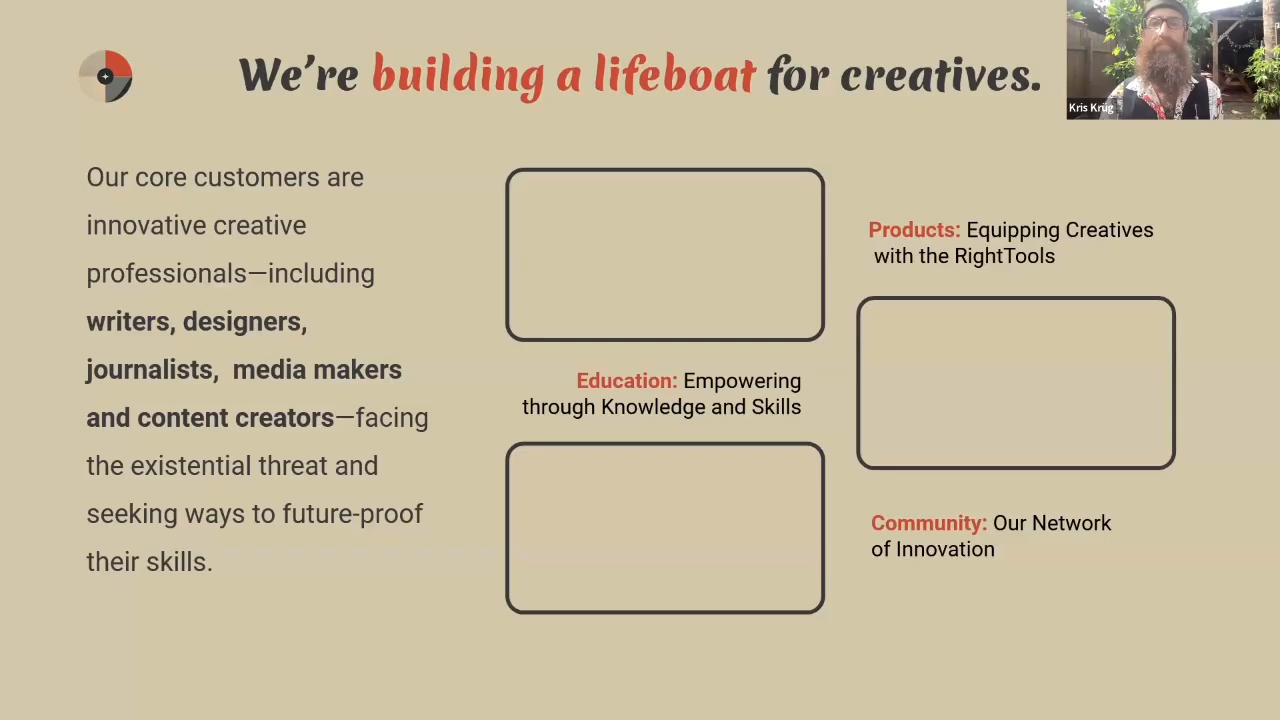 We're building a lifeboat for creatives.
Kris Krüg
Our core customers are
innovative creative
professionals—including
writers, designers,
journalists,  media makers
and content creators—facing
the existential threat and
seeking ways to future-proof
their skills.
Products: Equipping Creatives
with the RightTools
Education: Empowering
through Knowledge and Skills
Community: Our Network
of Innovation